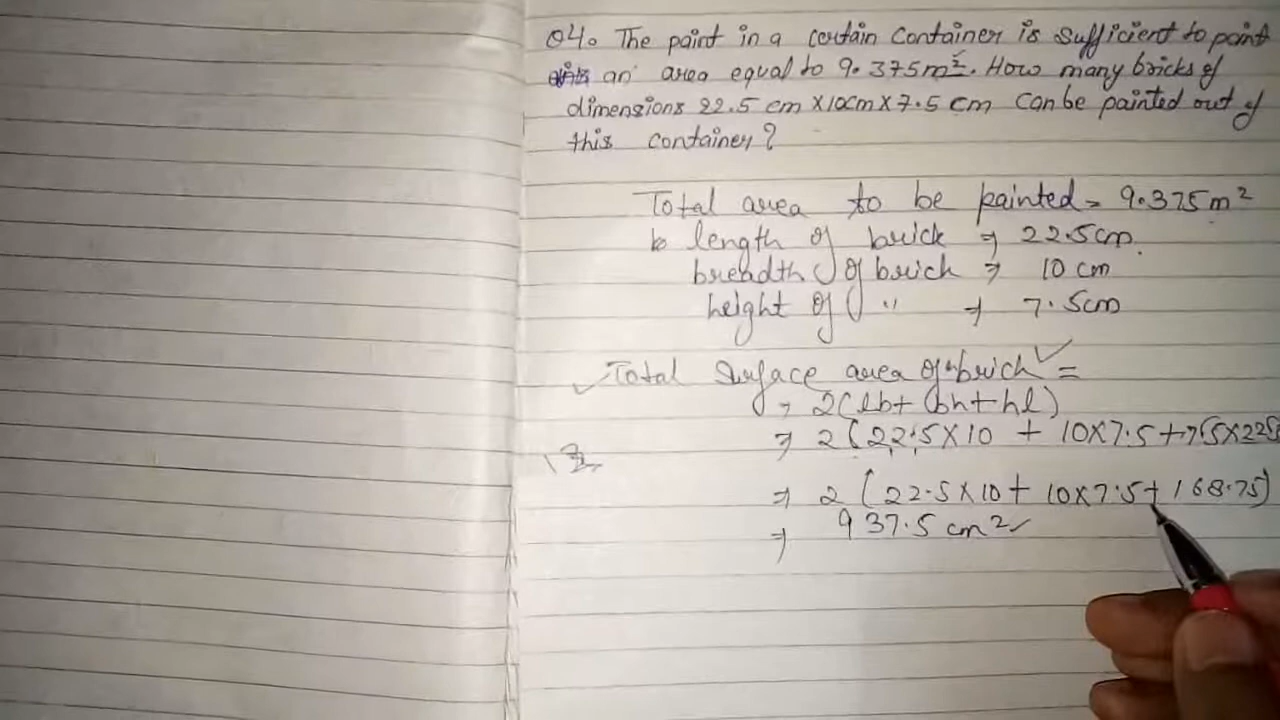 Q4. The paint in a certain container is sufficient to paint
an area equal to 9.375m². How many bricks of
dimensions 22.5 cm X10cm X 7.5 cm can be painted out of
this container?
Total area to be painted = 9.375m²
b length of brick ⇒ 22.5cm.
breadth of brick ⇒ 10 cm
height of " ⇒ 7.5cm
✓Total Surface area of brick ✓ =
⇒ 2(lb+ bh+hl)
⇒ 2(22.5X10 + 10X7.5+7.5X22.5
⇒ 2 (22.5X10+ 10X7.5+ 168.75)
⇒ 937.5 cm²✓